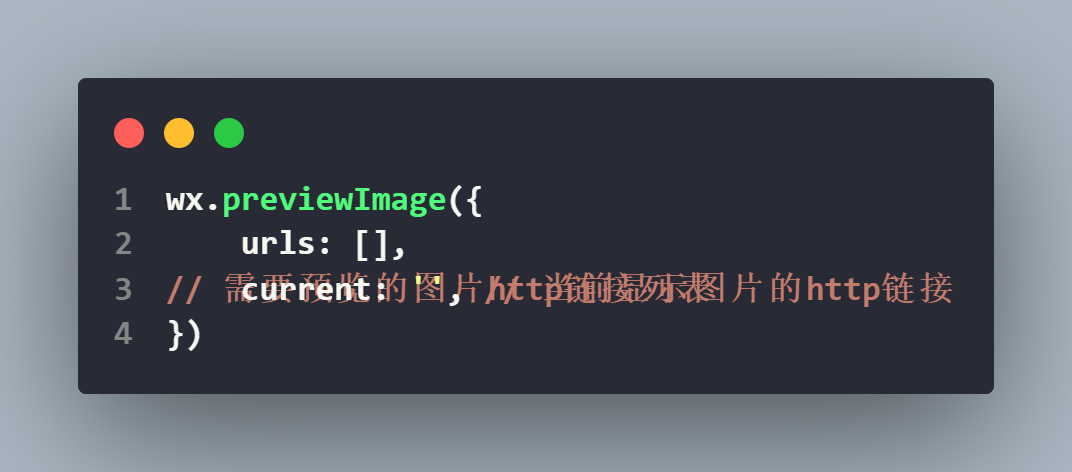 1 wx.previewImage({
2 urls: [],
// 需要预览的图片http链接列表
3 current: '', // 当前显示图片的http链接
4 })